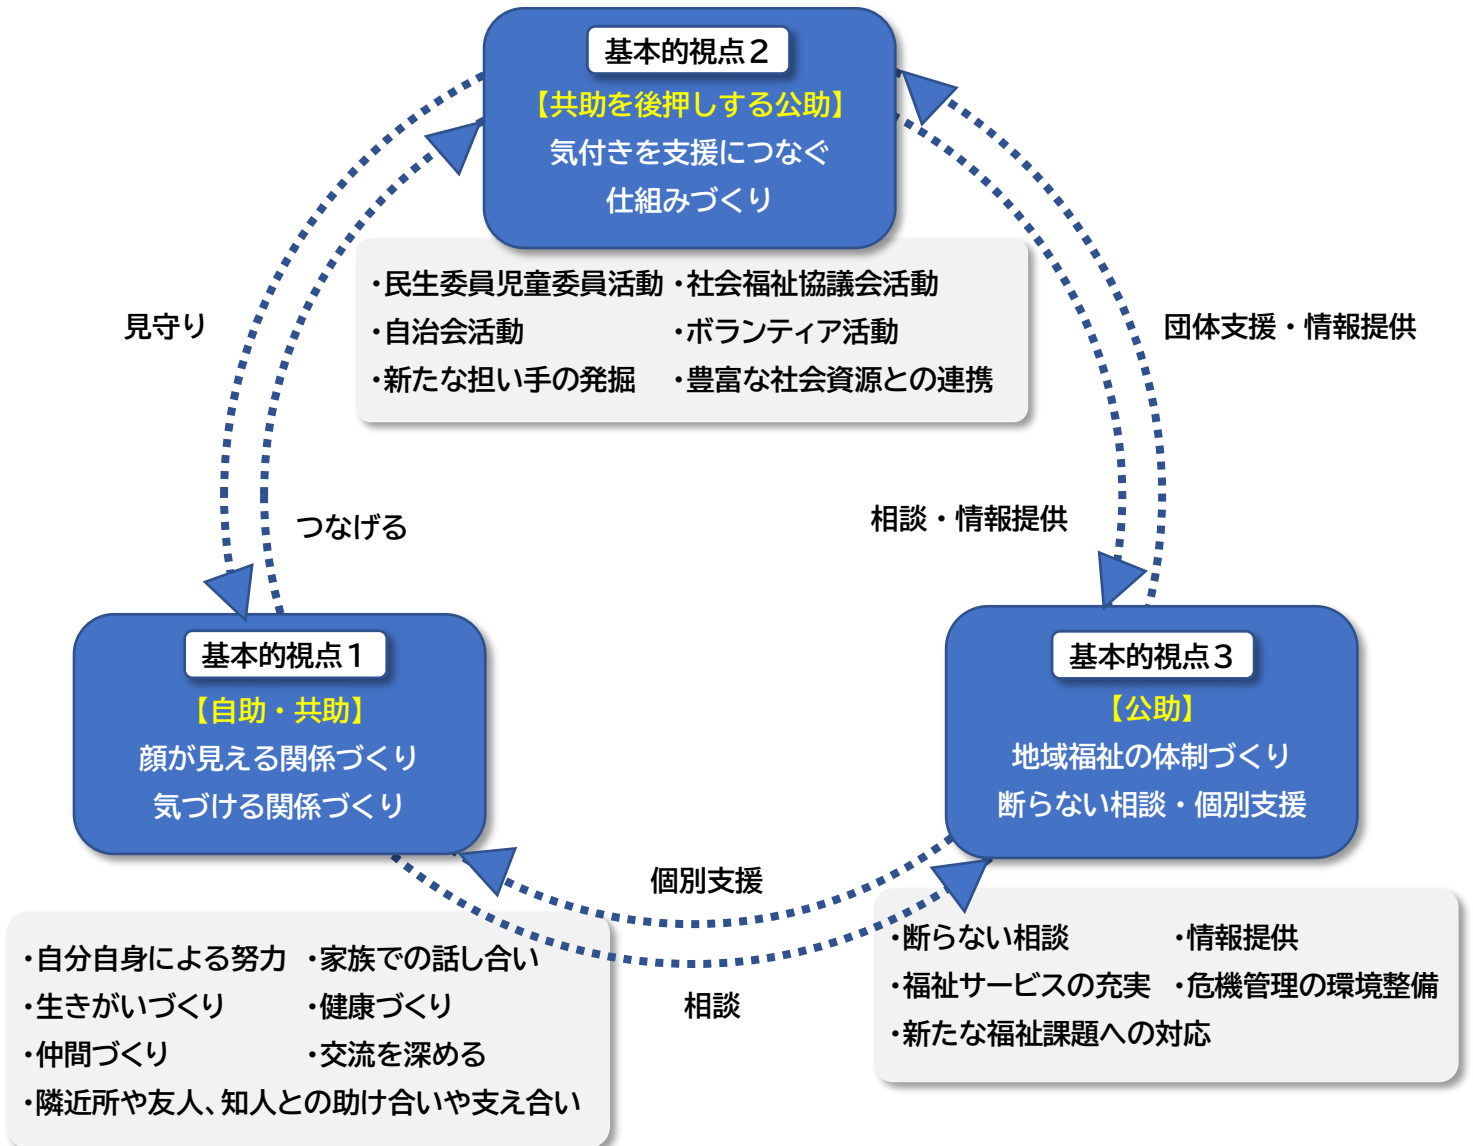 基本的視点２
【共助を後押しする公助】
気付きを支援につなぐ
仕組みづくり
・民生委員児童委員活動 ・社会福祉協議会活動
・自治会活動 ・ボランティア活動
・新たな担い手の発掘 ・豊富な社会資源との連携
見守り
つなげる
団体支援・情報提供
相談・情報提供
基本的視点１
【自助・共助】
顔が見える関係づくり
気づける関係づくり
基本的視点３
【公助】
地域福祉の体制づくり
断らない相談・個別支援
個別支援
相談
・自分自身による努力 ・家族での話し合い
・生きがいづくり ・健康づくり
・仲間づくり ・交流を深める
・隣近所や友人、知人との助け合いや支え合い
・断らない相談 ・情報提供
・福祉サービスの充実 ・危機管理の環境整備
・新たな福祉課題への対応